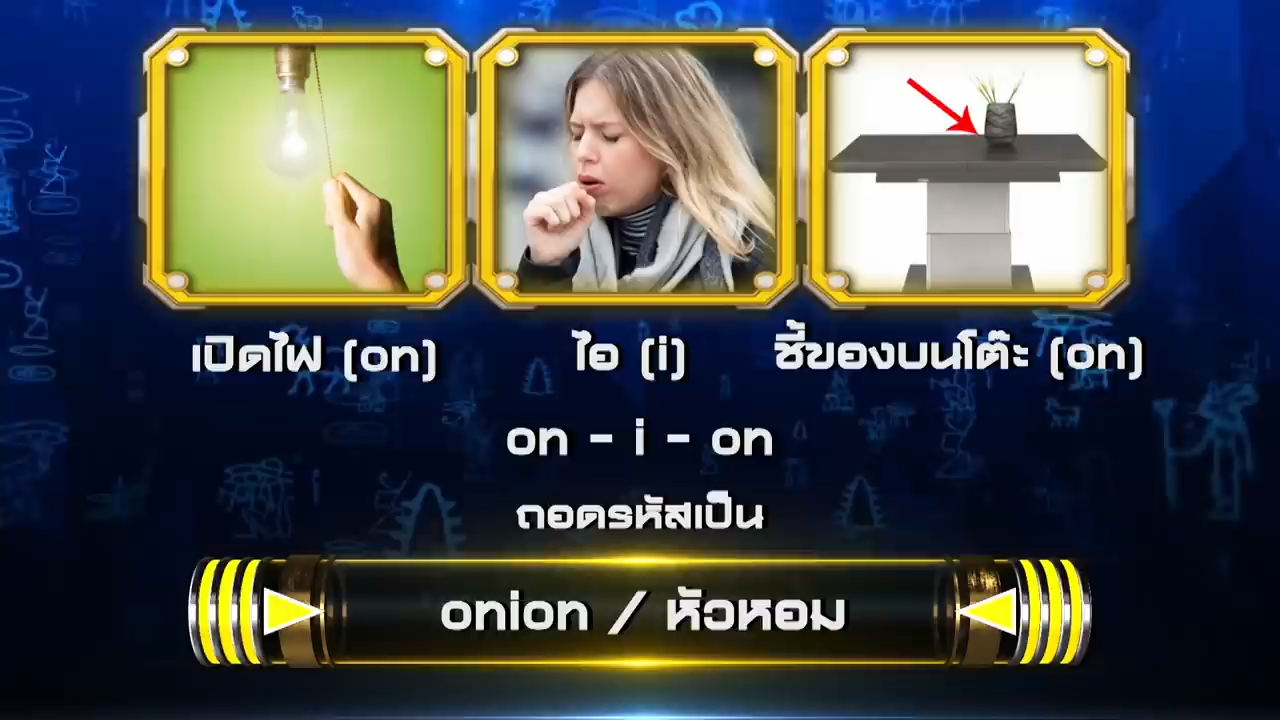 เปิดไฟ (on) ไอ (i) ชี้ของบนโต๊ะ (on)
on - i - on
ถอดรหัสเป็น
onion / หัวหอม